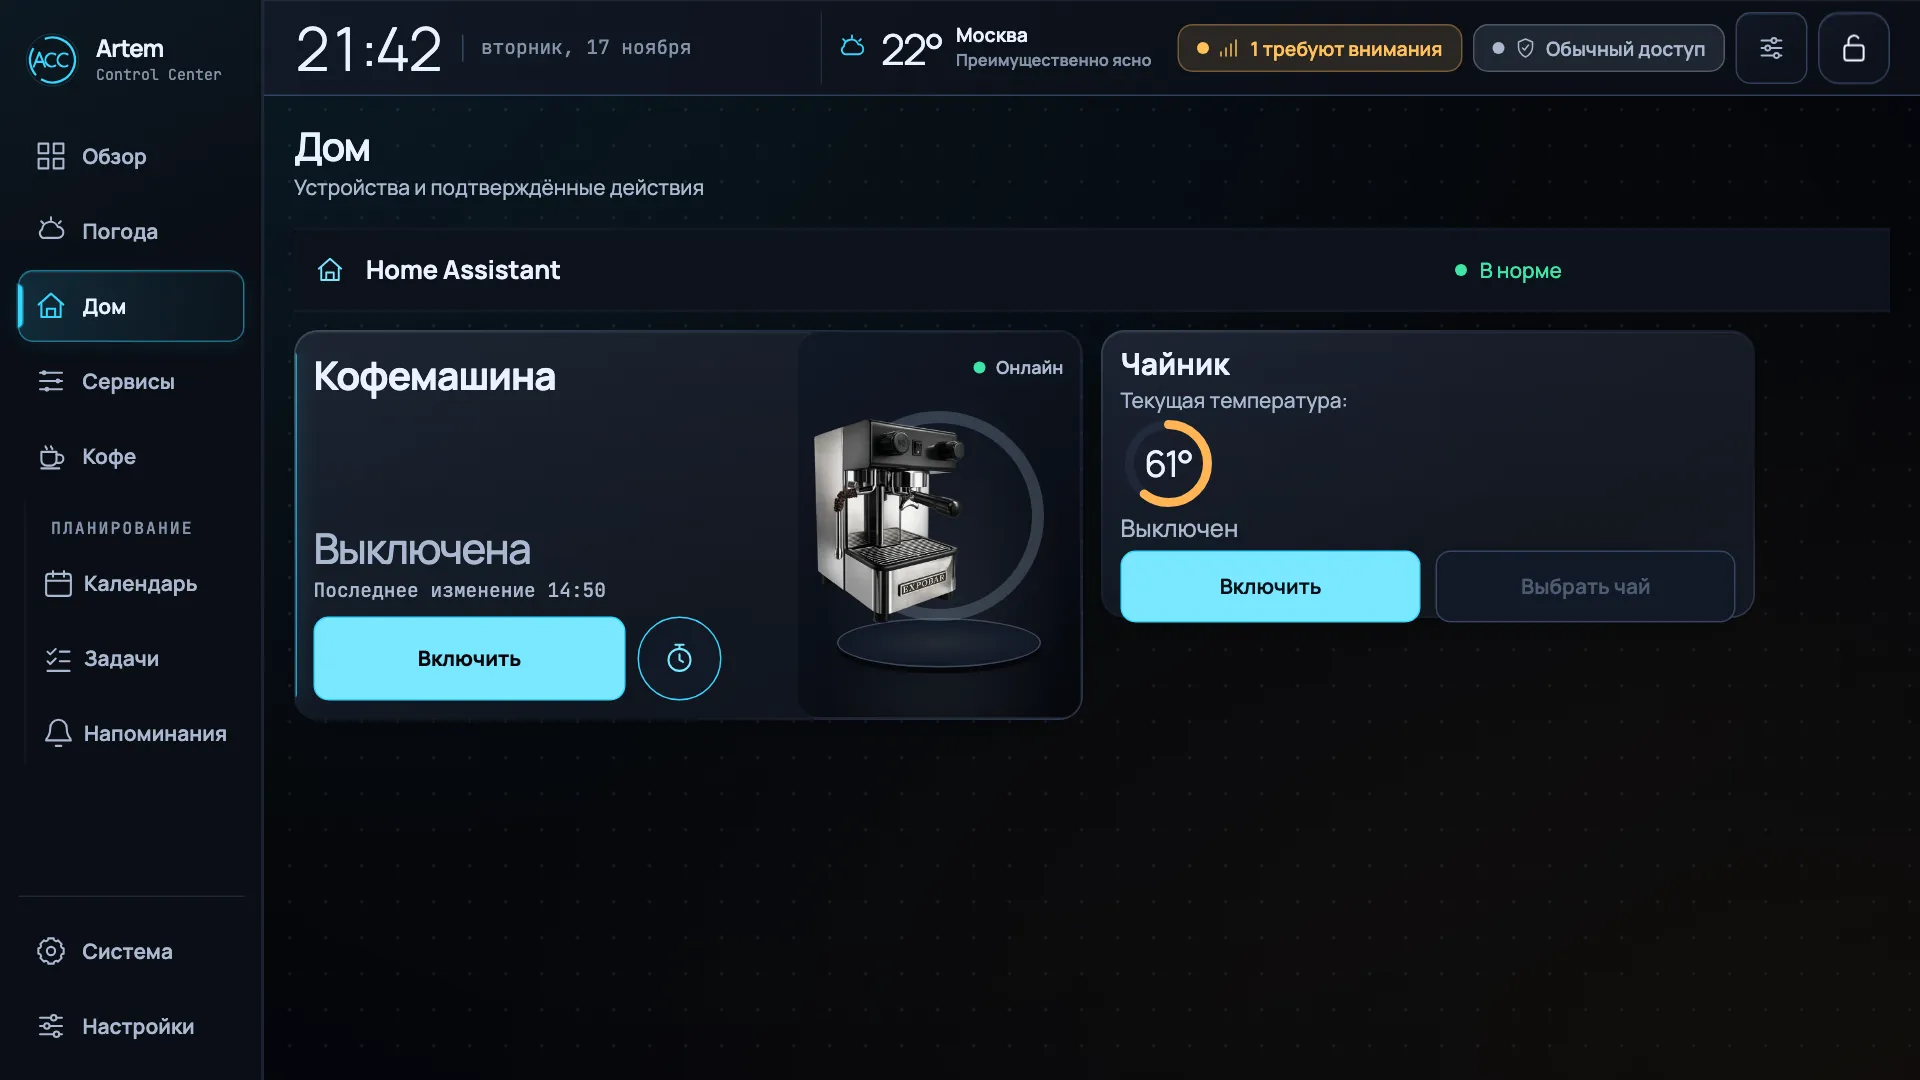 ACC
Artem
Control Center
Обзор
Погода
Дом
Сервисы
Кофе
ПЛАНИРОВАНИЕ
Календарь
Задачи
Напоминания
Система
Настройки
21:42
вторник, 17 ноября
22°
Москва
Преимущественно ясно
1 требуют внимания
Обычный доступ
Дом
Устройства и подтверждённые действия
Home Assistant
В норме
Кофемашина
Онлайн
EXPOBAR
Выключена
Последнее изменение 14:50
Включить
Чайник
Текущая температура:
61°
Выключен
Включить
Выбрать чай